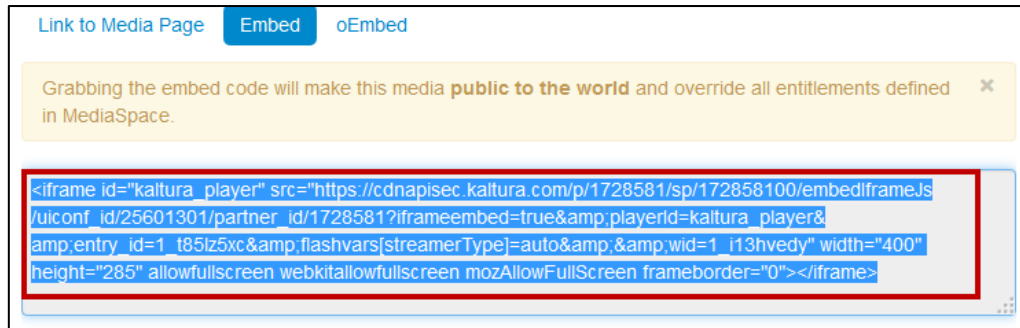 Link to Media Page Embed oEmbed
Grabbing the embed code will make this media public to the world and override all entitlements defined ×
in MediaSpace.
<iframe id="kaltura_player" src="https://cdnapisec.kaltura.com/p/1728581/sp/172858100/embedIframeJs
/uiconf_id/25601301/partner_id/1728581?iframeembed=true&amp;playerId=kaltura_player&
amp;entry_id=1_t85lz5xc&amp;flashvars[streamerType]=auto&amp;&amp;wid=1_i13hvedy" width="400"
height="285" allowfullscreen webkitallowfullscreen mozAllowFullScreen frameborder="0"></iframe>